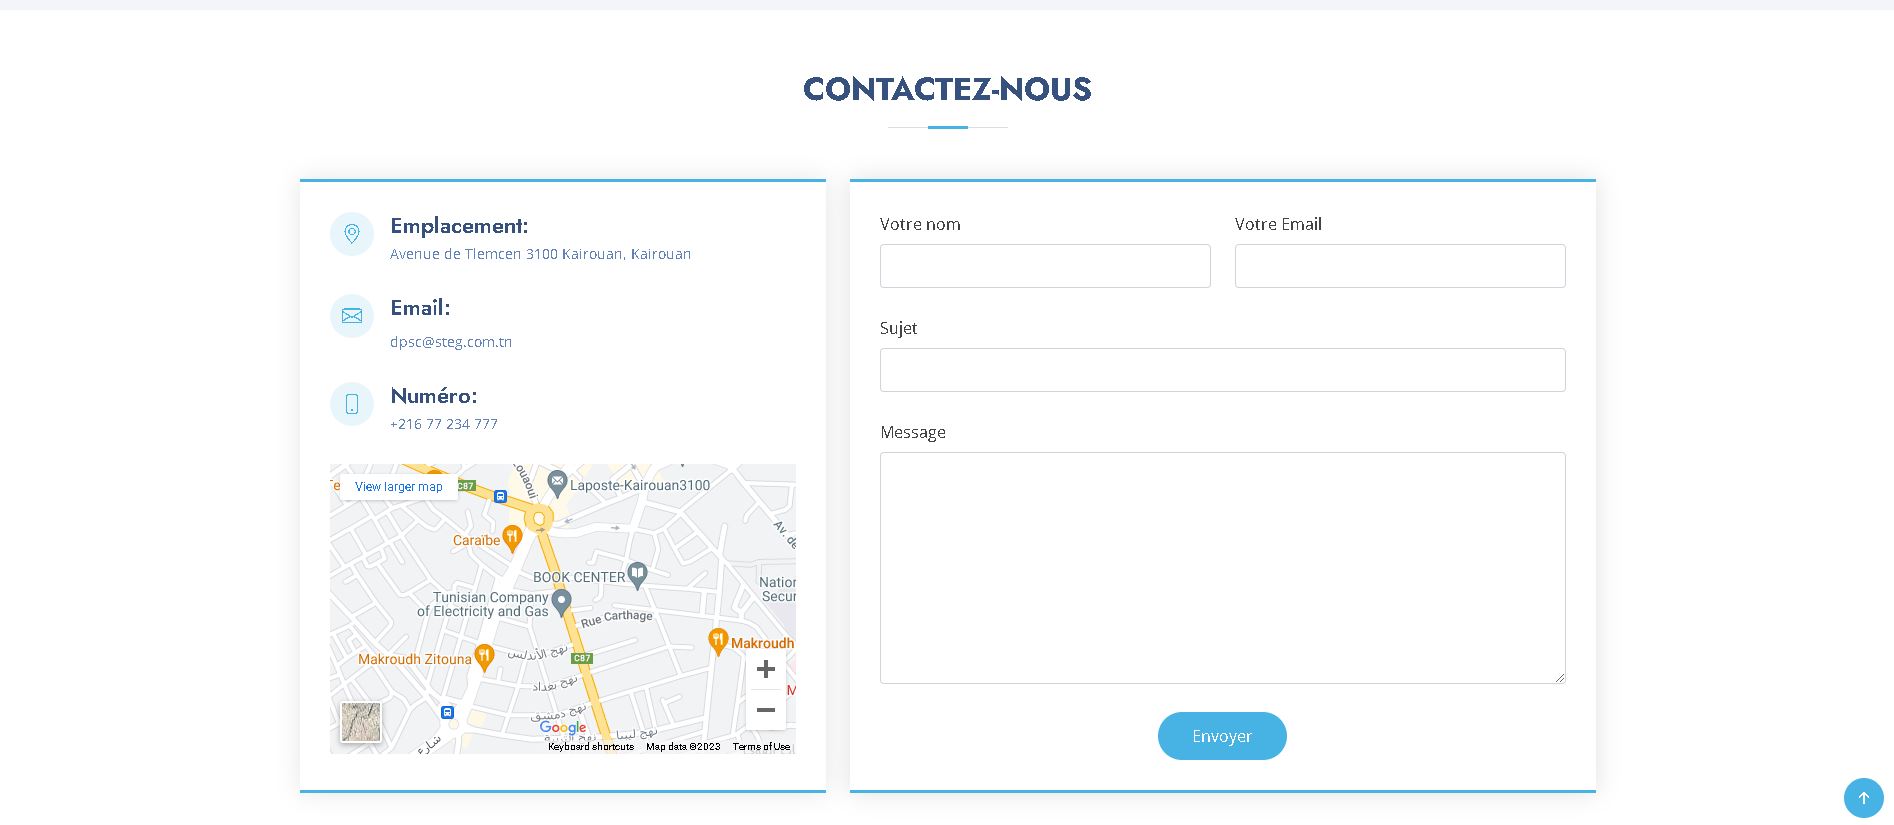 CONTACTEZ-NOUS
Emplacement:
Avenue de Tlemcen 3100 Kairouan, Kairouan
Email:
dpsc@steg.com.tn
Numéro:
+216 77 234 777
View larger map
C87
Laposte-Kairouan3100
Caraïbe
BOOK CENTER
Nation
Secur
Tunisian Company
of Electricity and Gas
Rue Carthage
Makroudh
Makroudh Zitouna
نهج الأندلس
C87
نهج بغداد
نهج دمشق
نهج ليبيا
شارع
Google
Keyboard shortcuts
Map data ©2023
Terms of Use
Votre nom
Votre Email
Sujet
Message
Envoyer